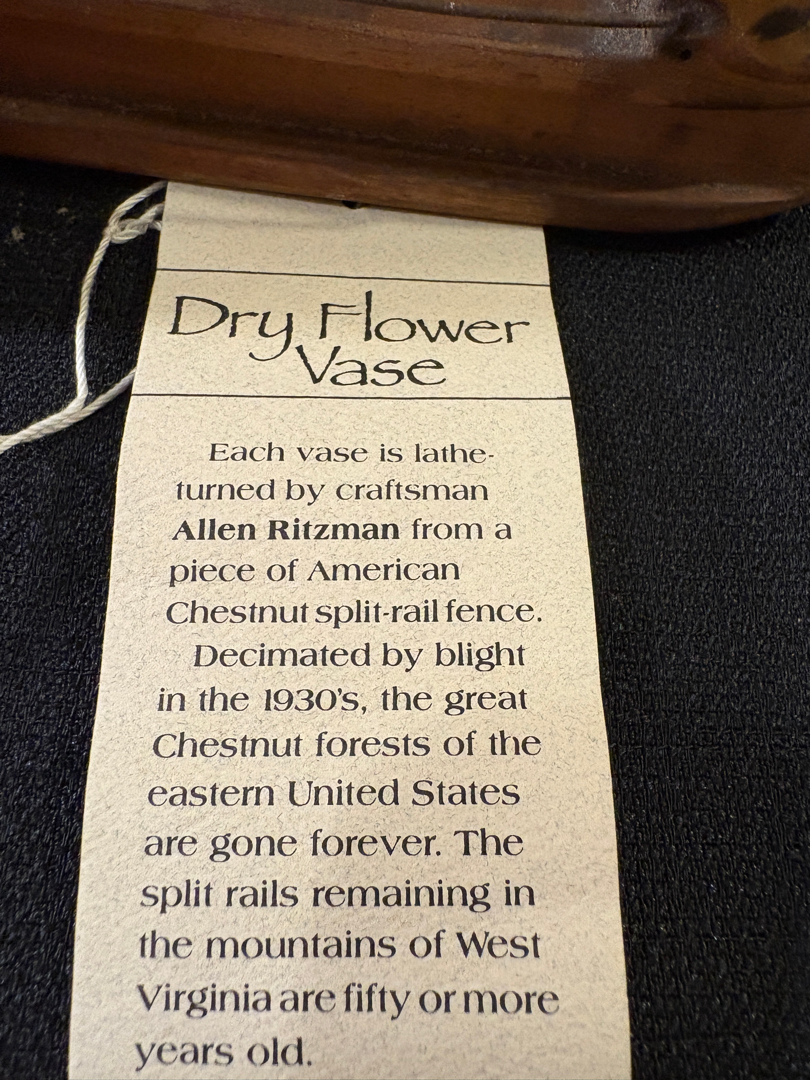 Dry Flower
Vase
Each vase is lathe-
turned by craftsman
Allen Ritzman from a
piece of American
Chestnut split-rail fence.
Decimated by blight
in the 1930's, the great
Chestnut forests of the
eastern United States
are gone forever. The
split rails remaining in
the mountains of West
Virginia are fifty or more
years old.